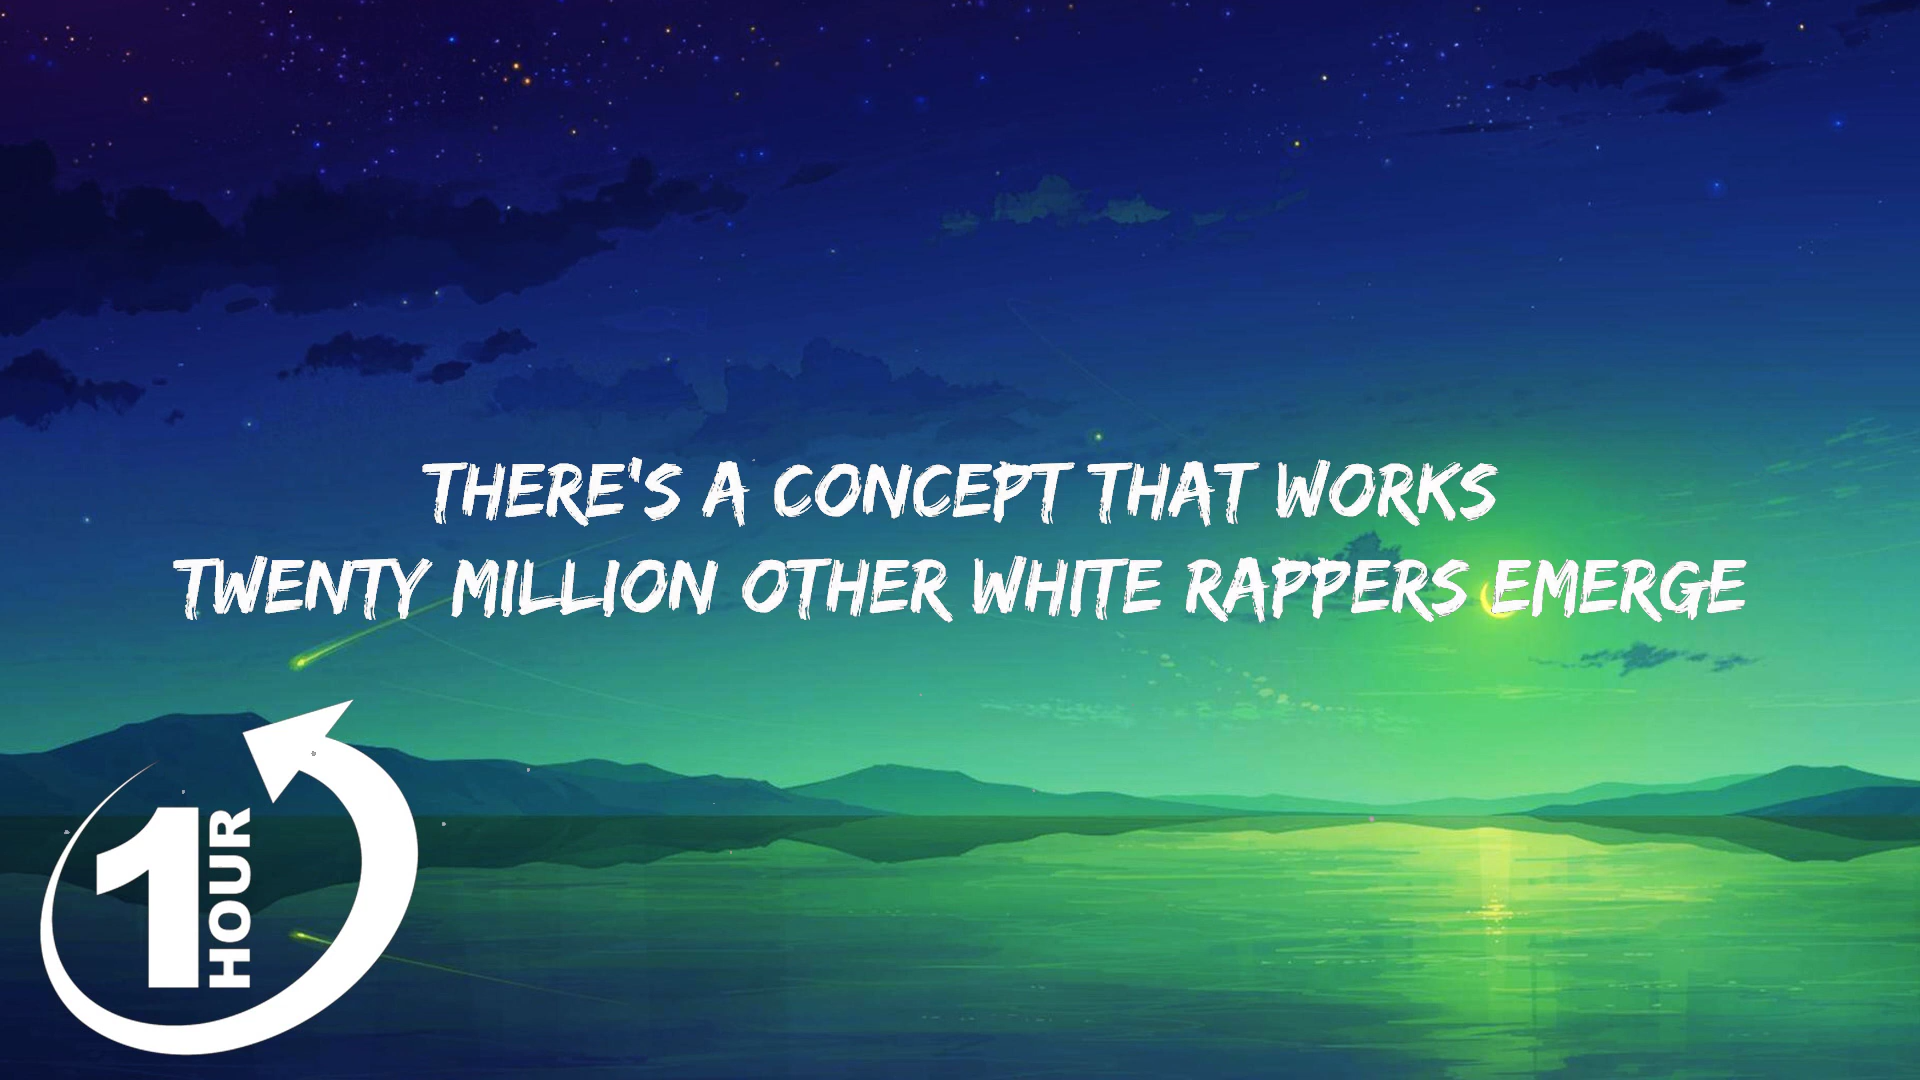 THERE'S A CONCEPT THAT WORKS
TWENTY MILLION OTHER WHITE RAPPERS EMERGE
1 HOUR